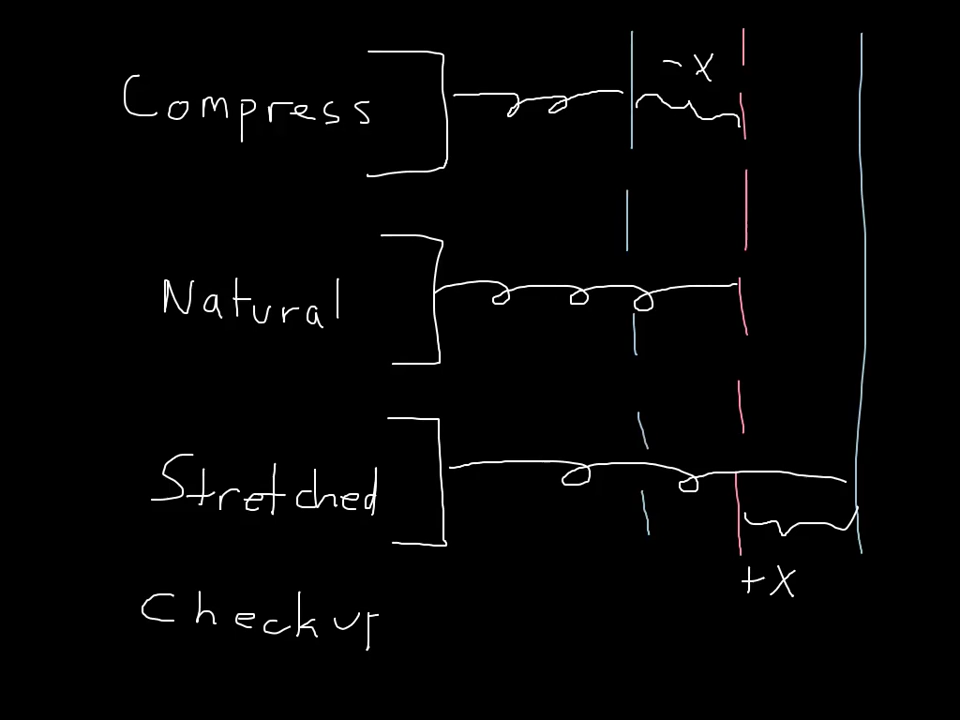 -x
Compress
Natural
Stretched
+x
Checkup